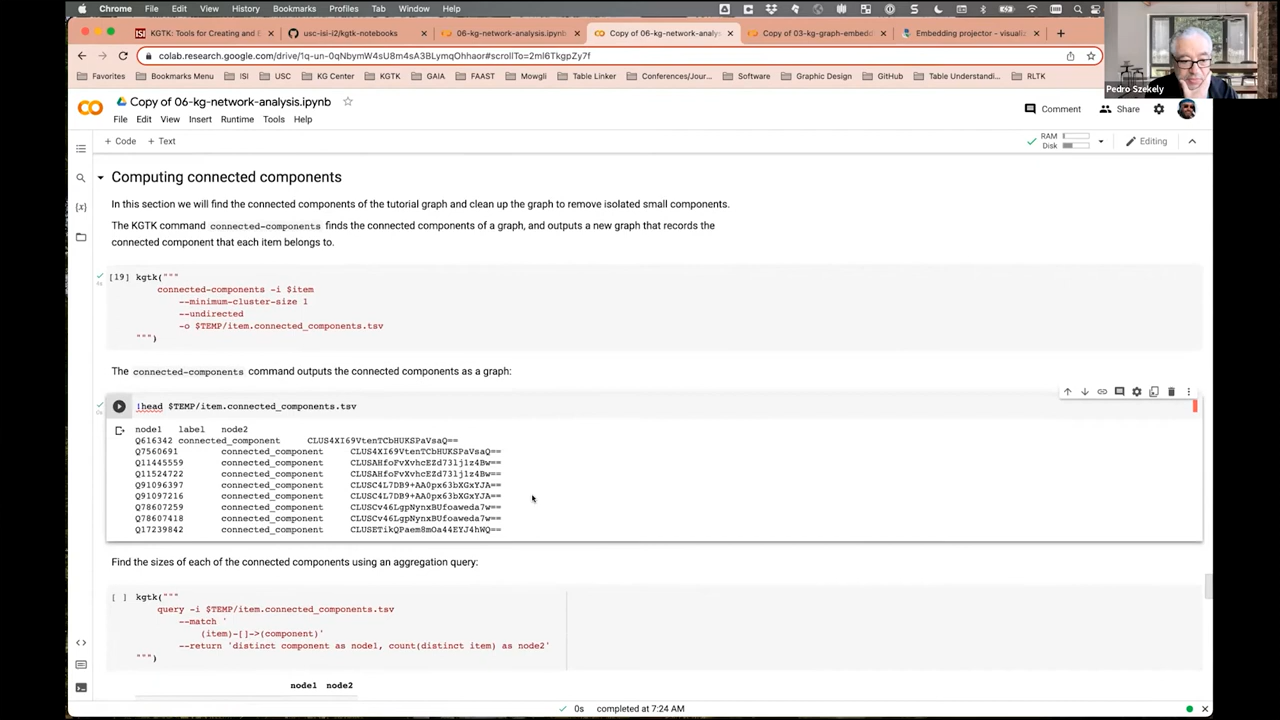 Chrome File Edit View History Bookmarks Profiles Tab Window Help
KGTK: Tools for Creating and E
usc-isi-i2/kgtk-notebooks
06-kg-network-analysis.ipynb
Copy of 06-kg-network-analys
Copy of 03-kg-graph-embedd
Embedding projector - visualiz
colab.research.google.com/drive/1q-un-0qNbymW4sU8m4sA3BLymqOhhaor#scrollTo=2ml6TkgpZy7f
Favorites Bookmarks Menu ISI USC KG Center KGTK GAIA FAAST Mowgli Table Linker Conferences/Jour... Software Graphic Design GitHub Table Understandi... RLTK
Pedro Szekely
Copy of 06-kg-network-analysis.ipynb
Comment Share
File Edit View Insert Runtime Tools Help
+ Code + Text
RAM
Disk
Editing
Computing connected components
In this section we will find the connected components of the tutorial graph and clean up the graph to remove isolated small components.
The KGTK command connected-components finds the connected components of a graph, and outputs a new graph that records the
connected component that each item belongs to.
[19] kgtk("""
connected-components -i $item
--minimum-cluster-size 1
--undirected
-o $TEMP/item.connected_components.tsv
""")
The connected-components command outputs the connected components as a graph:
!head $TEMP/item.connected_components.tsv
node1 label node2
Q616342 connected_component CLUS4XI69VtenTCbHUKSPaVsaQ==
Q7560691 connected_component CLUS4XI69VtenTCbHUKSPaVsaQ==
Q11445559 connected_component CLUSAHfoFvXvhcEZd73lj1z4Bw==
Q11524722 connected_component CLUSAHfoFvXvhcEZd73lj1z4Bw==
Q91096397 connected_component CLUSC4L7DB9+AA0px63bXGxYJA==
Q91097216 connected_component CLUSC4L7DB9+AA0px63bXGxYJA==
Q78607259 connected_component CLUSCv46LgpNynxBUfoaweda7w==
Q78607418 connected_component CLUSCv46LgpNynxBUfoaweda7w==
Q17239842 connected_component CLUSETikQPaem8mOa44EYJ4hWQ==
Find the sizes of each of the connected components using an aggregation query:
[ ] kgtk("""
query -i $TEMP/item.connected_components.tsv
--match '
(item)-[]->(component)'
--return 'distinct component as node1, count(distinct item) as node2'
""")
node1 node2
0s completed at 7:24 AM